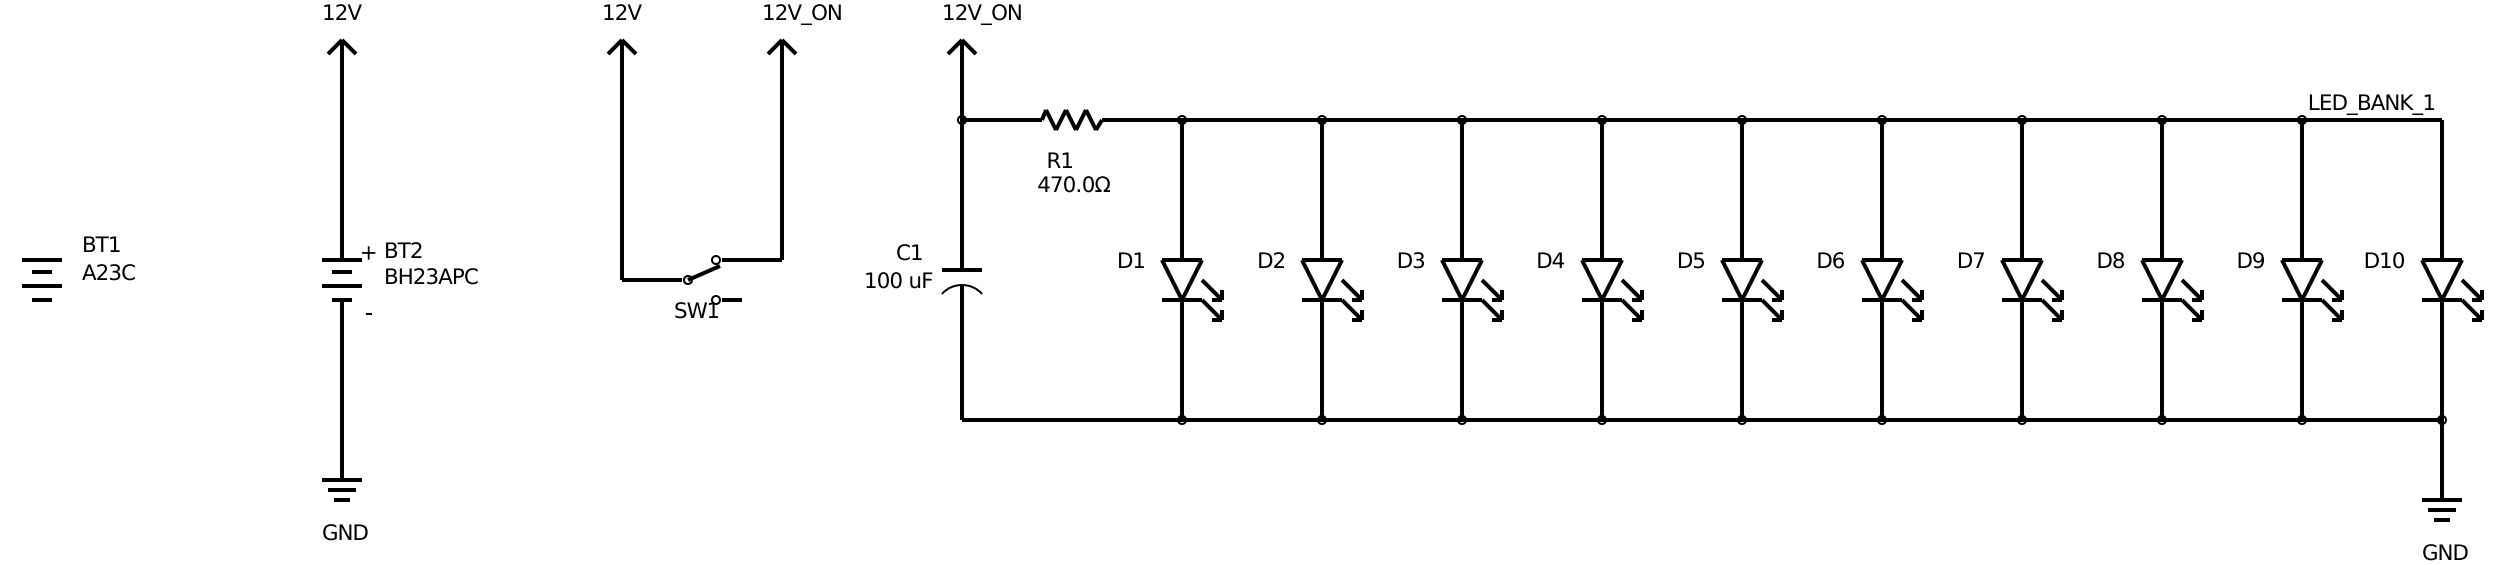 12V
12V
12V_ON
12V_ON
LED_BANK_1
R1
470.0Ω
BT1
A23C
+
BT2
BH23APC
-
SW1
C1
100 uF
D1
D2
D3
D4
D5
D6
D7
D8
D9
D10
GND
GND